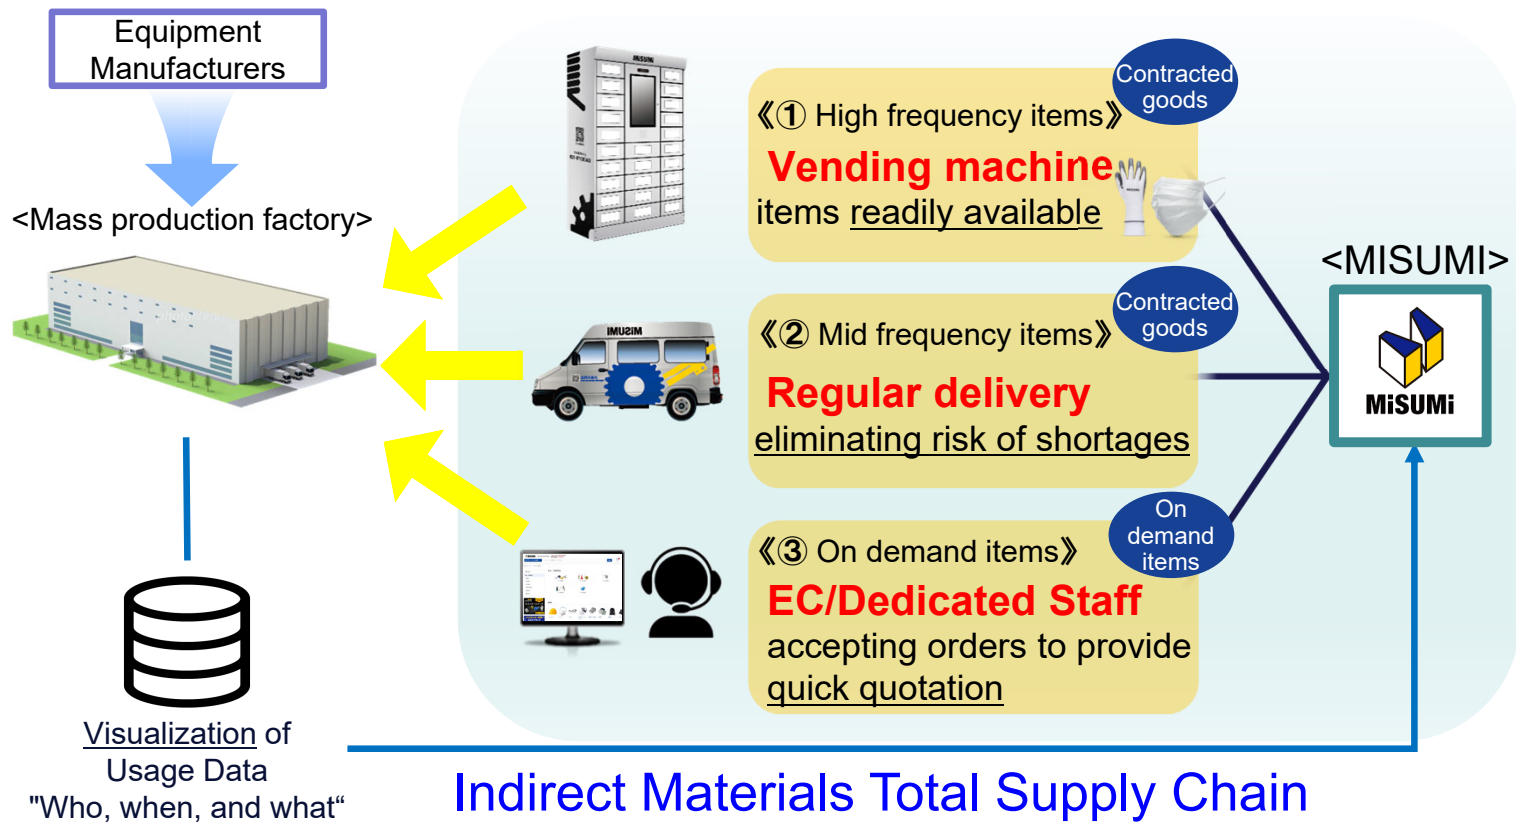 Equipment
Manufacturers
<Mass production factory>
MiSUMi
Contracted
goods
《① High frequency items》
Vending machine
items readily available
MISUMI
Contracted
goods
《② Mid frequency items》
Regular delivery
eliminating risk of shortages
On
demand
items
《③ On demand items》
EC/Dedicated Staff
accepting orders to provide
quick quotation
<MISUMI>
MiSUMi
Visualization of
Usage Data
"Who, when, and what“
Indirect Materials Total Supply Chain